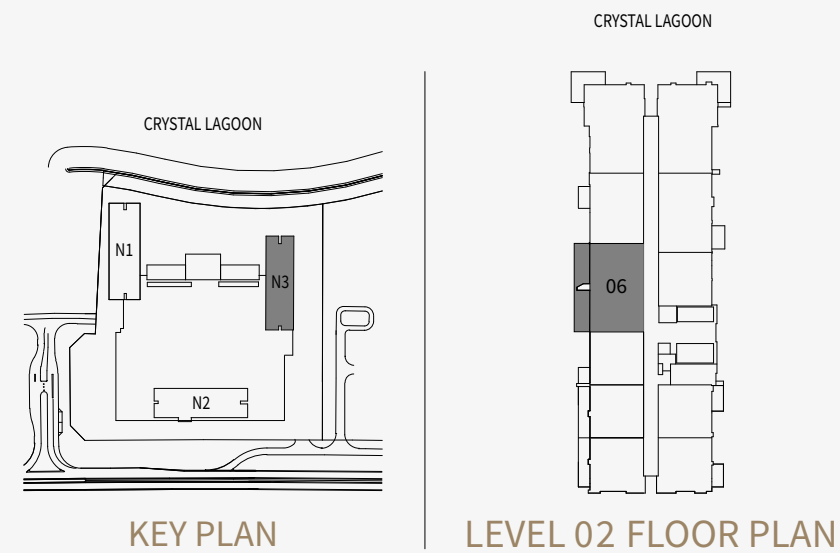 CRYSTAL LAGOON
N1
N3
N2
KEY PLAN
CRYSTAL LAGOON
06
LEVEL 02 FLOOR PLAN